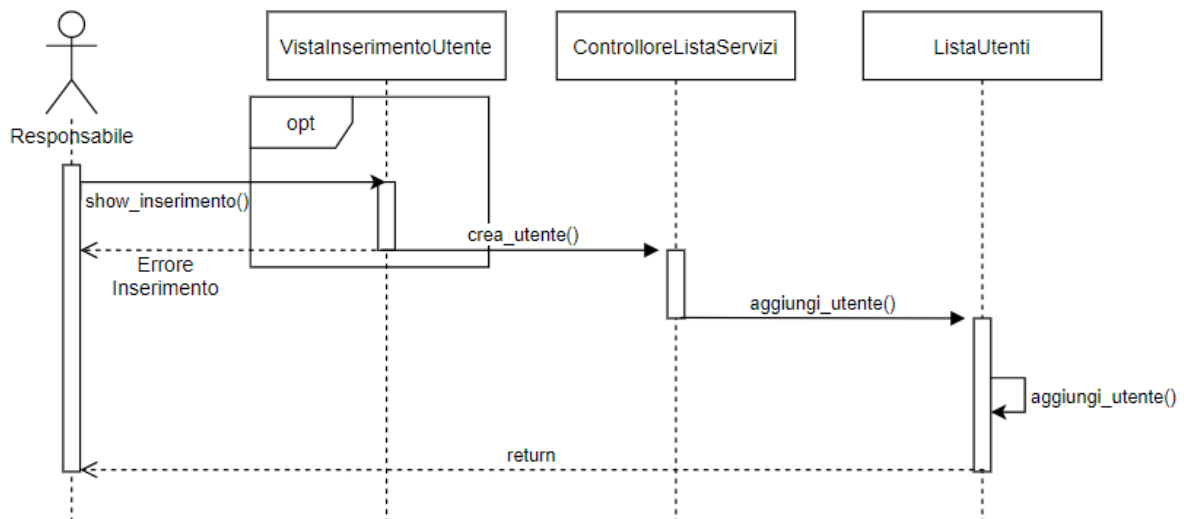 VistaInserimentoUtente
ControlloreListaServizi
ListaUtenti
opt
Responsabile
show_inserimento()
crea_utente()
Errore
Inserimento
aggiungi_utente()
aggiungi_utente()
return